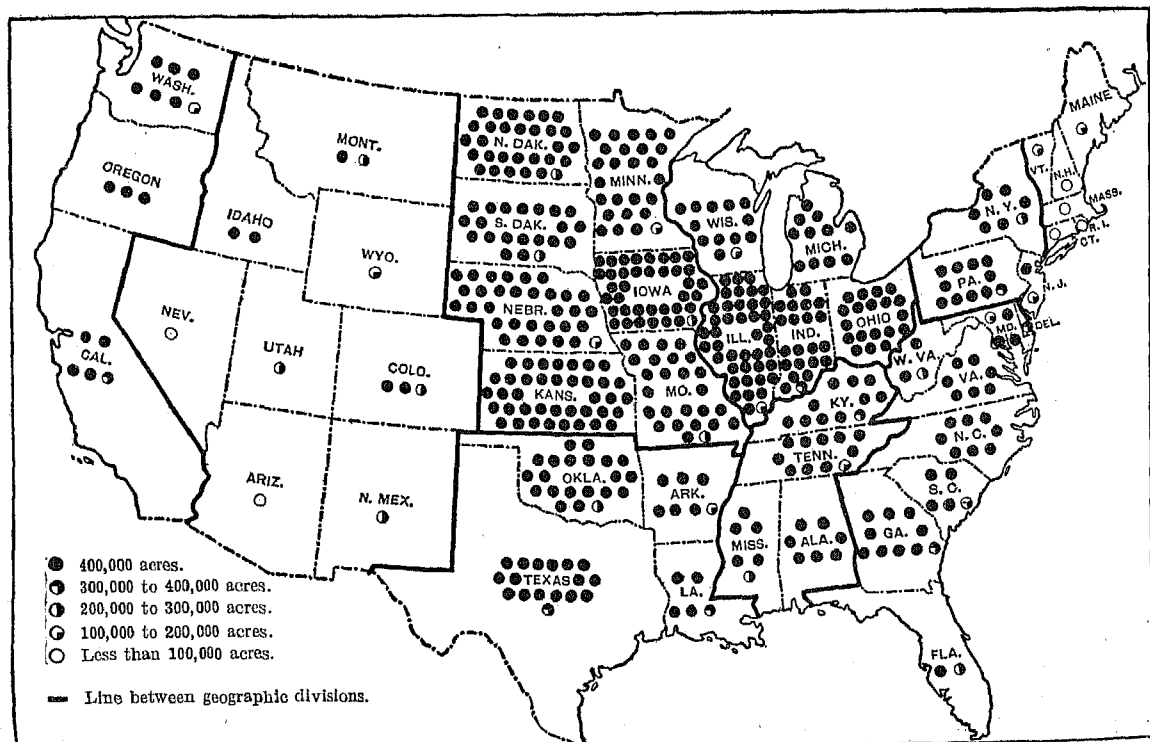 WASH.
MONT.
N. DAK.
MINN.
MAINE
VT.
N.H.
MASS.
R. I.
CT.
OREGON
IDAHO
WYO.
S. DAK.
WIS.
MICH.
N. Y.
PA.
N. J.
NEV.
UTAH
COLO.
NEBR.
IOWA
ILL.
IND.
OHIO
MD.
DEL.
W. VA.
VA.
CAL.
KANS.
MO.
KY.
N. C.
TENN.
ARIZ.
N. MEX.
OKLA.
ARK.
S. C.
MISS.
ALA.
GA.
TEXAS
LA.
FLA.
400,000 acres.
300,000 to 400,000 acres.
200,000 to 300,000 acres.
100,000 to 200,000 acres.
Less than 100,000 acres.
Line between geographic divisions.